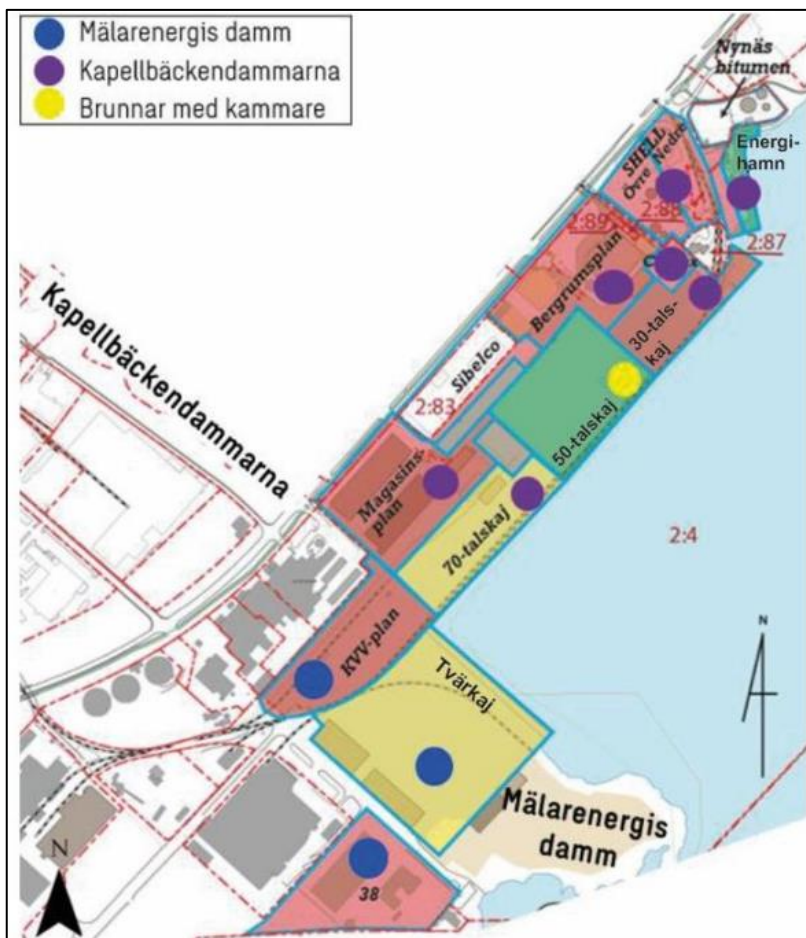 Mälarenergis damm
Kapellbäckendammarna
Brunnar med kammare
Nynäs
bitumen
Energi-
hamn
SHELL
Övre Nedre
2:89
2:88
2:87
Bergrumsplan
30-tals-
kaj
Sibelco
2:83
50-talskaj
Kapellbäckendammarna
Magasins-
plan
70-talskaj
2:4
KVV-plan
Tvärkaj
N
Mälarenergis
damm
38
N